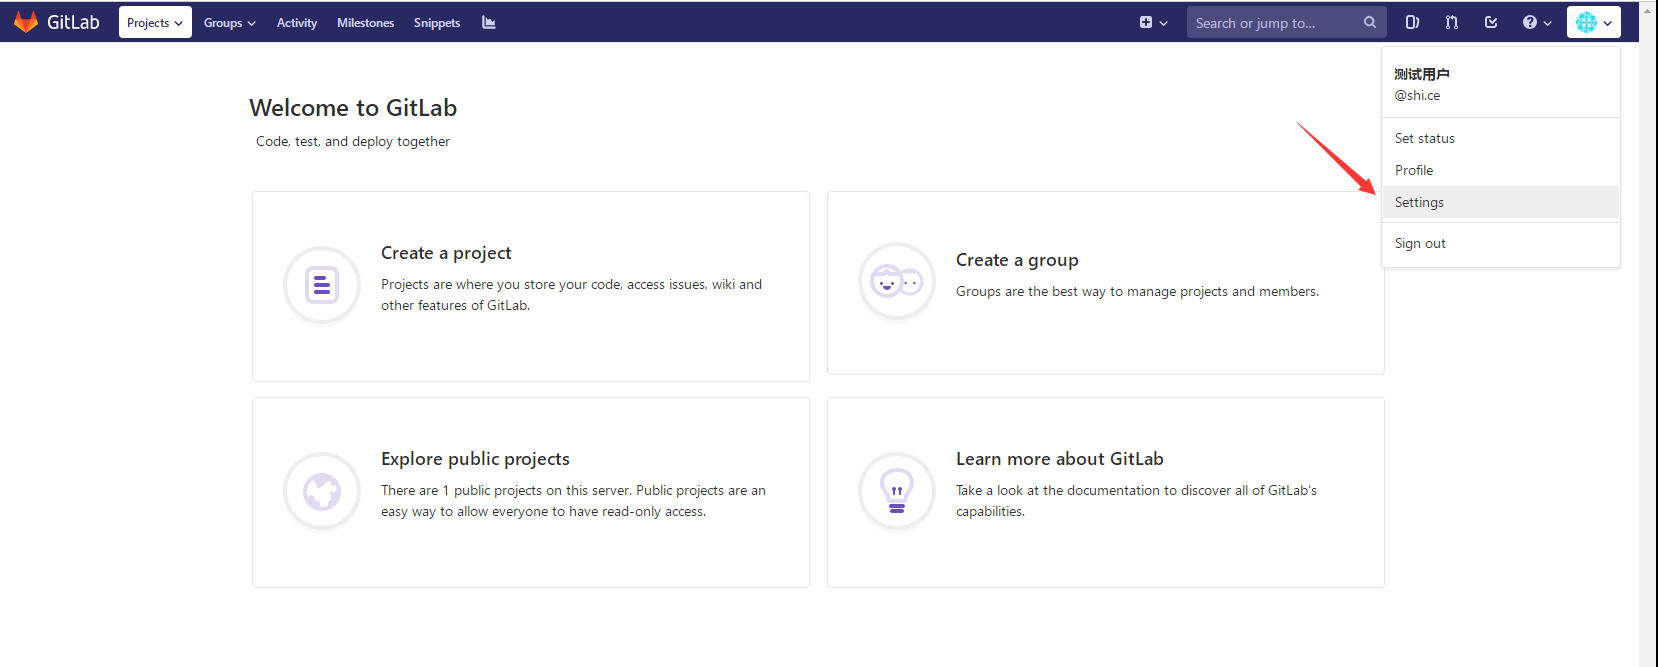 GitLab Projects Groups Activity Milestones Snippets Search or jump to...
测试用户
@shi.ce
Set status
Profile
Settings
Sign out
Welcome to GitLab
Code, test, and deploy together
Create a project
Projects are where you store your code, access issues, wiki and
other features of GitLab.
Create a group
Groups are the best way to manage projects and members.
Explore public projects
There are 1 public projects on this server. Public projects are an
easy way to allow everyone to have read-only access.
Learn more about GitLab
Take a look at the documentation to discover all of GitLab's
capabilities.